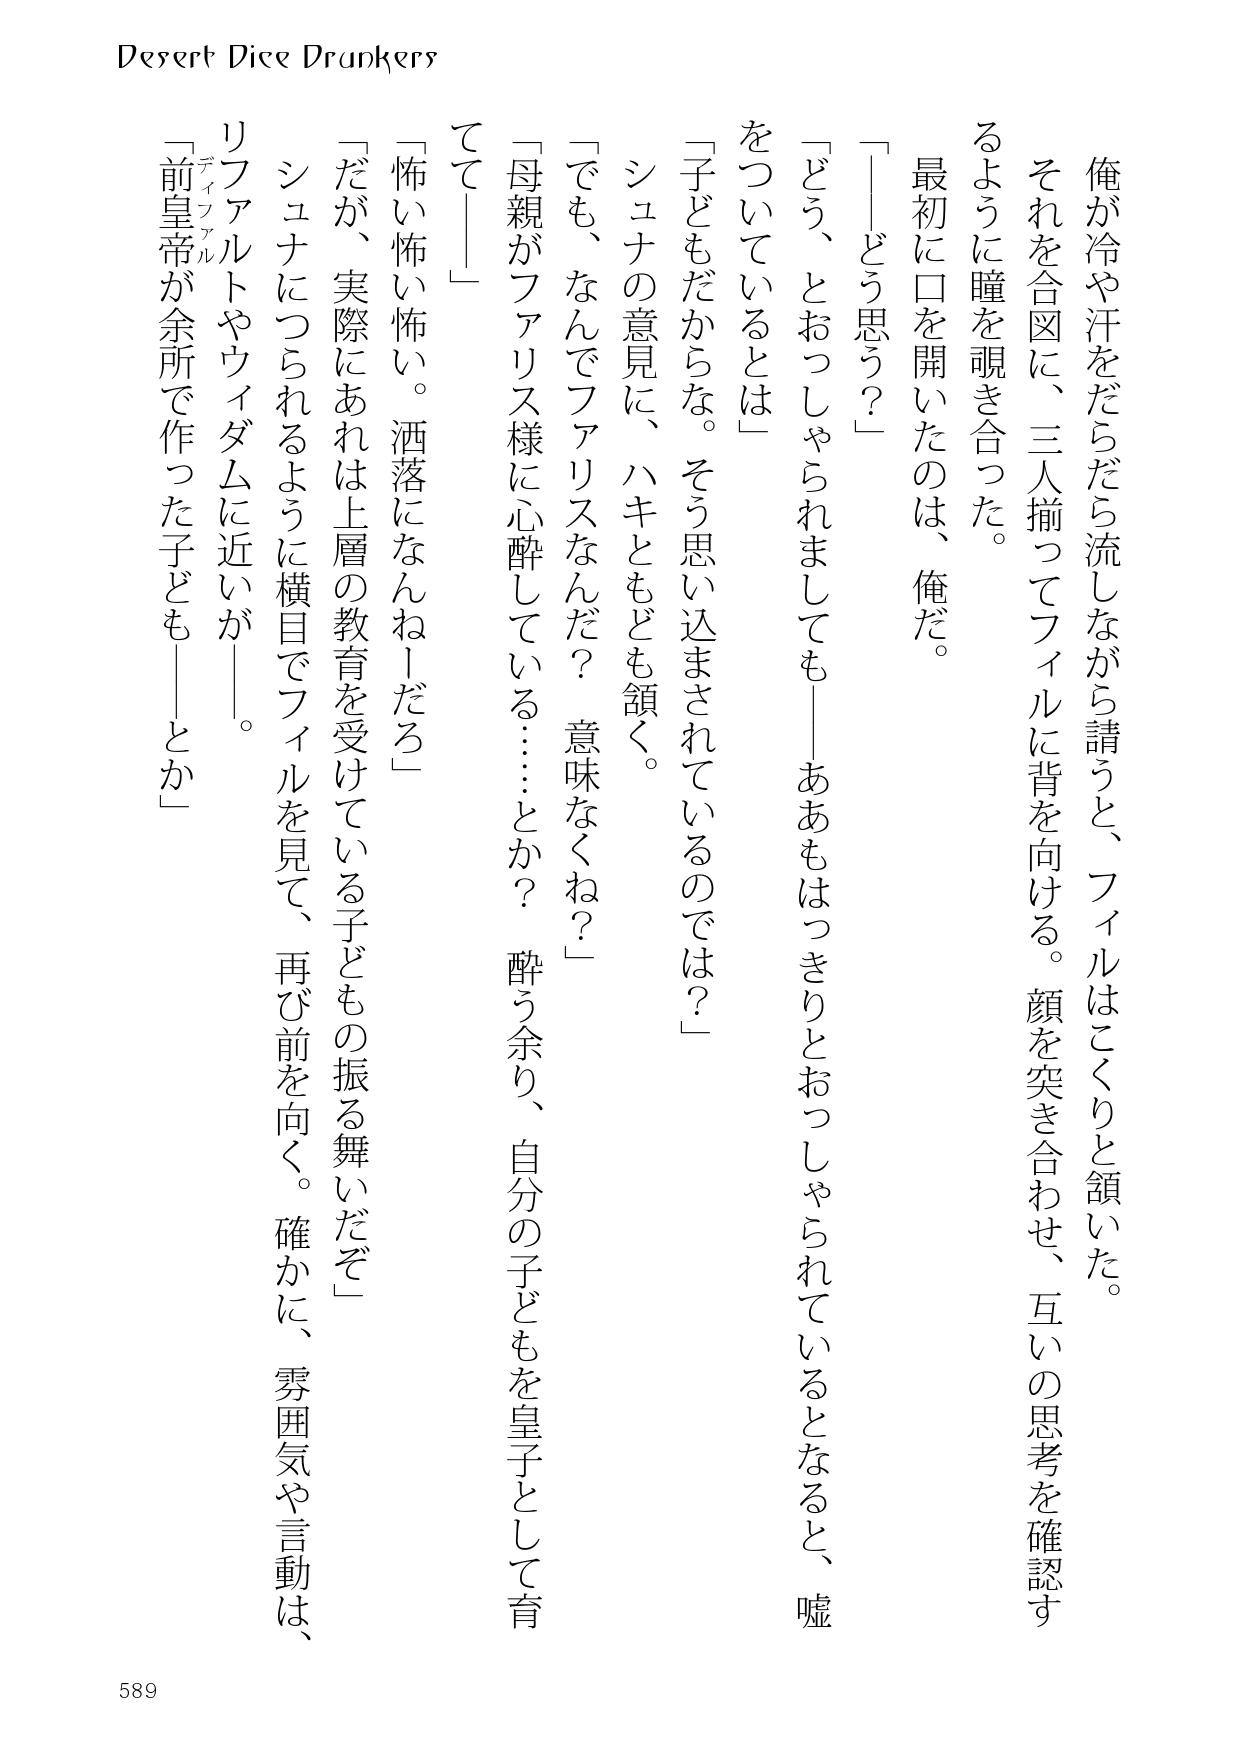 Desert Dice Drunkers
　俺が冷や汗をだらだら流しながら請うと、フィルはこくりと頷いた。
　それを合図に、三人揃ってフィルに背を向ける。顔を突き合わせ、互いの思考を確認す
るように瞳を覗き合った。
　最初に口を開いたのは、俺だ。
「――どう思う？」
「どう、とおっしゃられましても――ああもはっきりとおっしゃられているとなると、嘘
をついているとは」
「子どもだからな。そう思い込まされているのでは？」
　シュナの意見に、ハキともども頷く。
「でも、なんでファリスなんだ？　意味なくね？」
「母親がファリス様に心酔している……とか？　酔う余り、自分の子どもを皇子として育
てて――」
「怖い怖い怖い。洒落になんねーだろ」
「だが、実際にあれは上層の教育を受けている子どもの振る舞いだぞ」
　シュナにつられるように横目でフィルを見て、再び前を向く。確かに、雰囲気や言動は、
リファルトやウィダムに近いが――。
ディファル
「前皇帝が余所で作った子ども――とか」
589